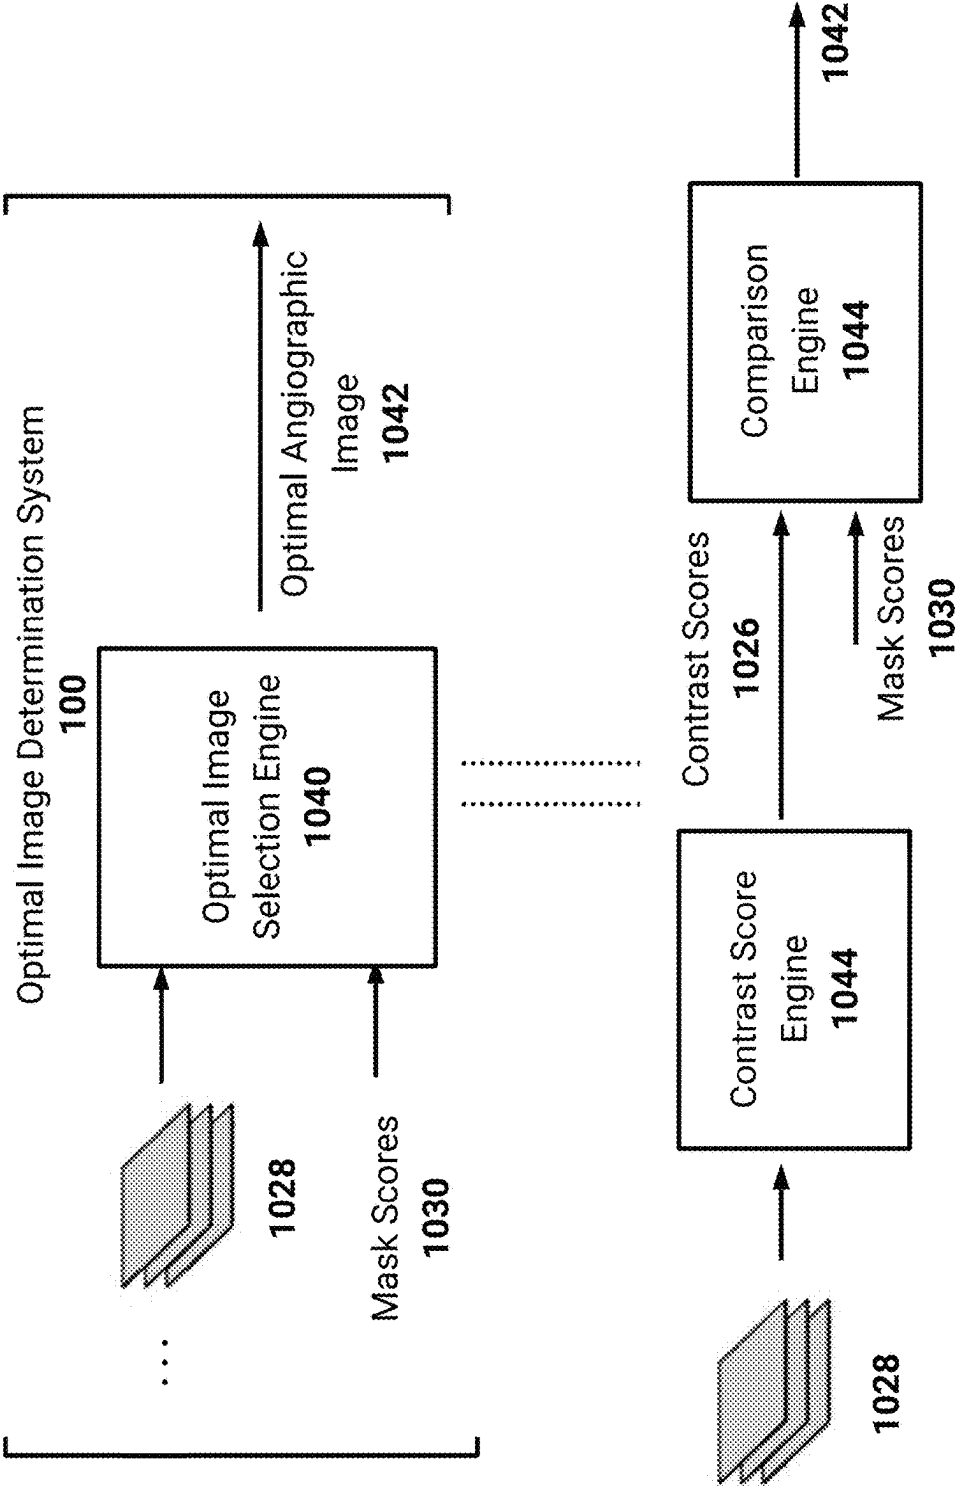 Optimal Image Determination System
100
. . .
1028
Mask Scores
1030
Optimal Image
Selection Engine
1040
Optimal Angiographic
Image
1042
1028
Contrast Score
Engine
1044
Contrast Scores
1026
Mask Scores
1030
Comparison
Engine
1044
1042